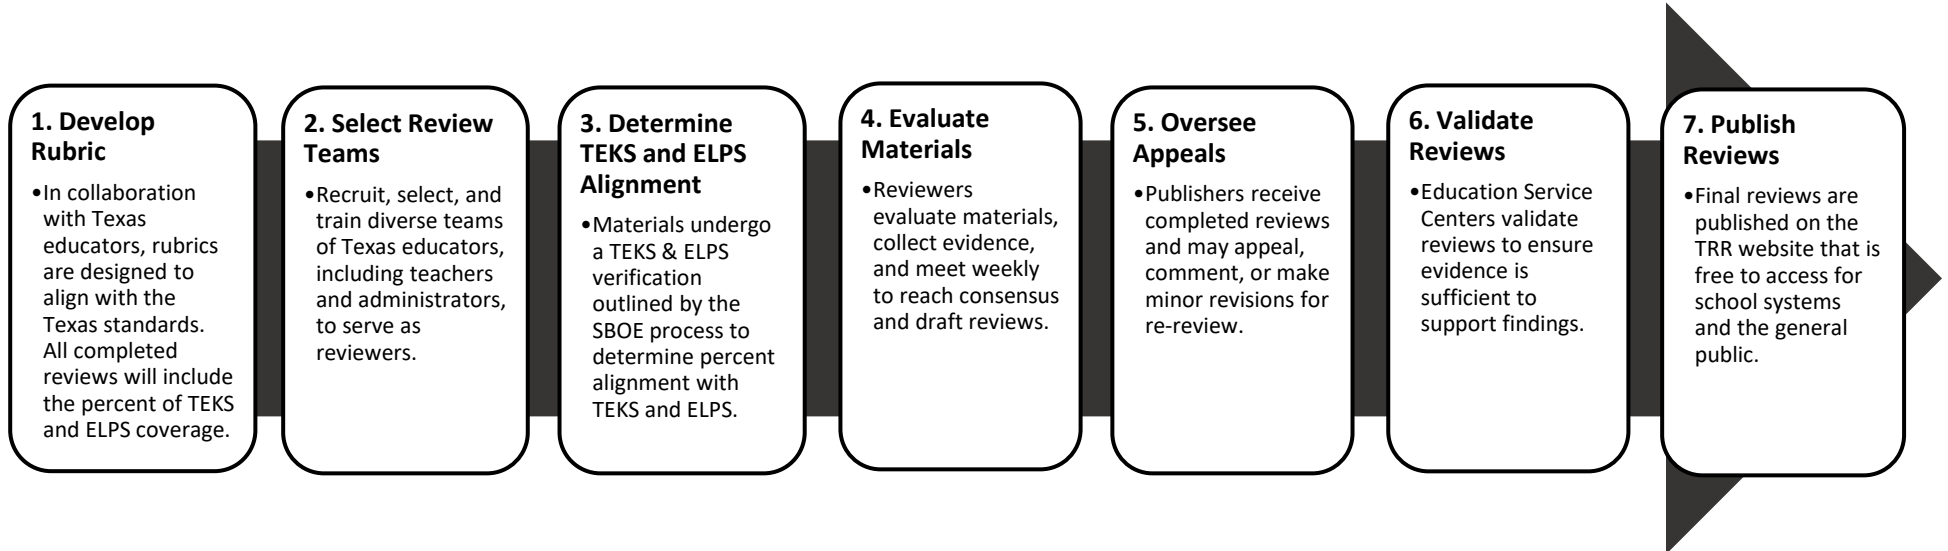 1. Develop
Rubric
•In collaboration
with Texas
educators, rubrics
are designed to
align with the
Texas standards.
All completed
reviews will include
the percent of TEKS
and ELPS coverage.
2. Select Review
Teams
•Recruit, select, and
train diverse teams
of Texas educators,
including teachers
and administrators,
to serve as
reviewers.
3. Determine
TEKS and ELPS
Alignment
•Materials undergo
a TEKS & ELPS
verification
outlined by the
SBOE process to
determine percent
alignment with
TEKS and ELPS.
4. Evaluate
Materials
•Reviewers
evaluate materials,
collect evidence,
and meet weekly
to reach consensus
and draft reviews.
5. Oversee
Appeals
•Publishers receive
completed reviews
and may appeal,
comment, or make
minor revisions for
re-review.
6. Validate
Reviews
•Education Service
Centers validate
reviews to ensure
evidence is
sufficient to
support findings.
7. Publish
Reviews
•Final reviews are
published on the
TRR website that is
free to access for
school systems
and the general
public.